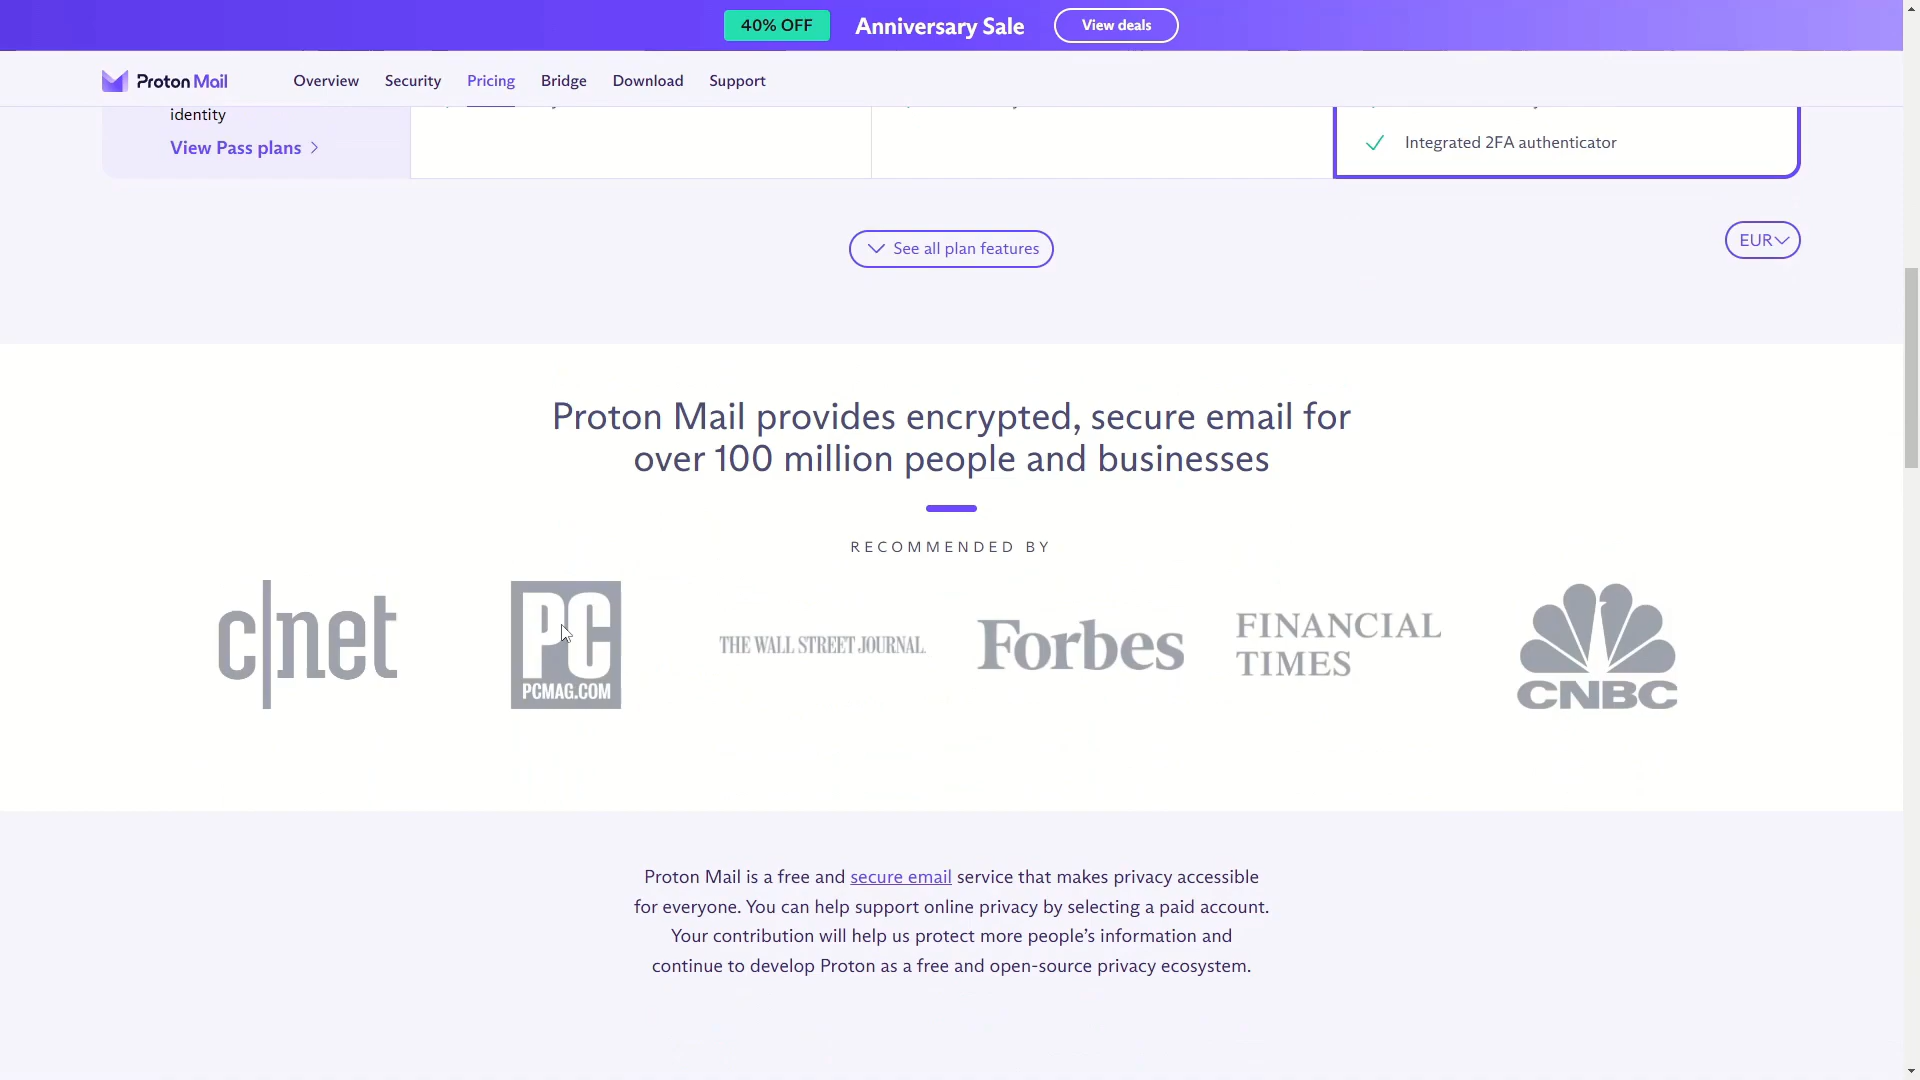 40% OFF Anniversary Sale View deals
Proton Mail Overview Security Pricing Bridge Download Support
identity
View Pass plans
Integrated 2FA authenticator
See all plan features
EUR
Proton Mail provides encrypted, secure email for
over 100 million people and businesses
RECOMMENDED BY
c|net
PC
PCMAG.COM
THE WALL STREET JOURNAL.
Forbes
FINANCIAL
TIMES
CNBC
Proton Mail is a free and secure email service that makes privacy accessible
for everyone. You can help support online privacy by selecting a paid account.
Your contribution will help us protect more people’s information and
continue to develop Proton as a free and open-source privacy ecosystem.